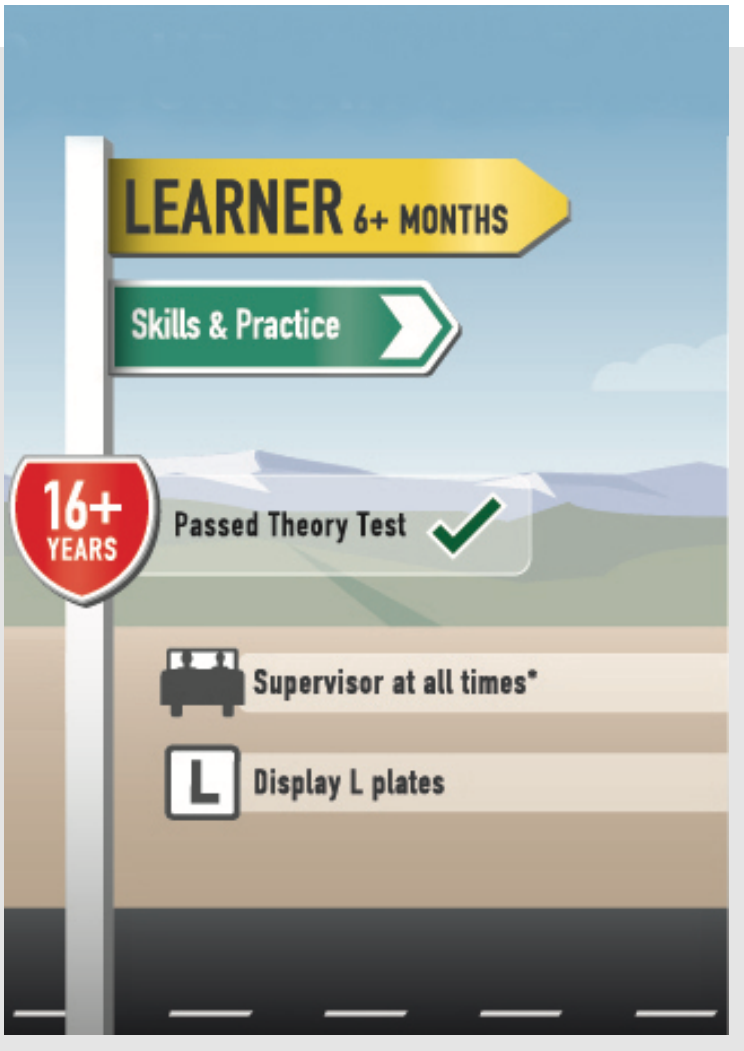 LEARNER 6+ MONTHS
Skills & Practice
16+
YEARS
Passed Theory Test
Supervisor at all times*
L
Display L plates